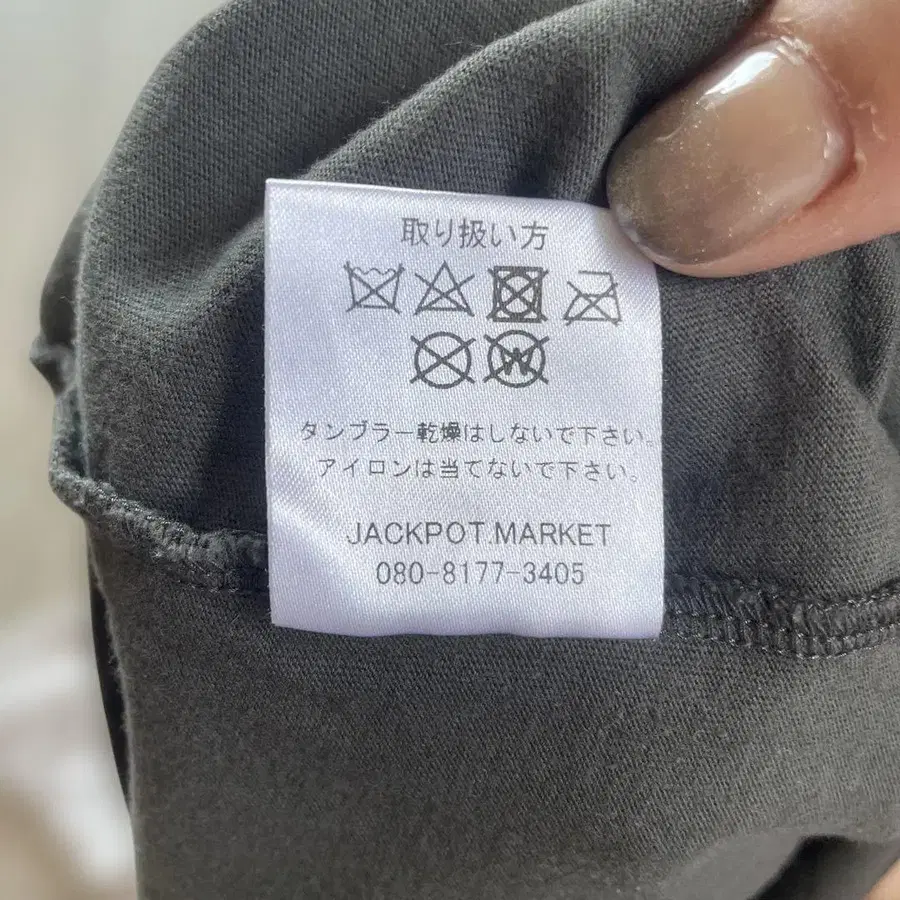 取り扱い方
W
タンブラー乾燥はしないで下さい。
アイロンは当てないで下さい。
JACKPOT MARKET
080-8177-3405